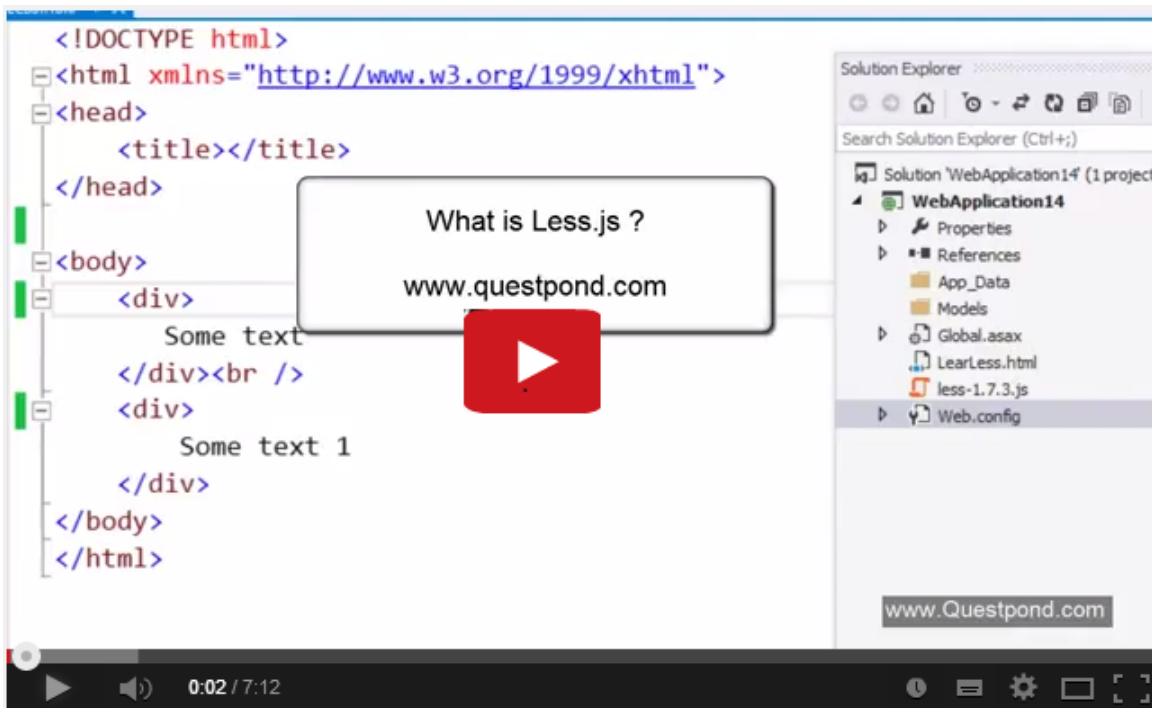 <!DOCTYPE html>
<html xmlns="http://www.w3.org/1999/xhtml">
<head>
<title></title>
</head>
<body>
<div>
Some text
</div><br />
<div>
Some text 1
</div>
</body>
</html>
What is Less.js ?
www.questpond.com
Solution Explorer
Search Solution Explorer (Ctrl+;)
Solution 'WebApplication14' (1 project
WebApplication14
Properties
References
App_Data
Models
Global.asax
LearLess.html
less-1.7.3.js
Web.config
www.Questpond.com
0:02 / 7:12